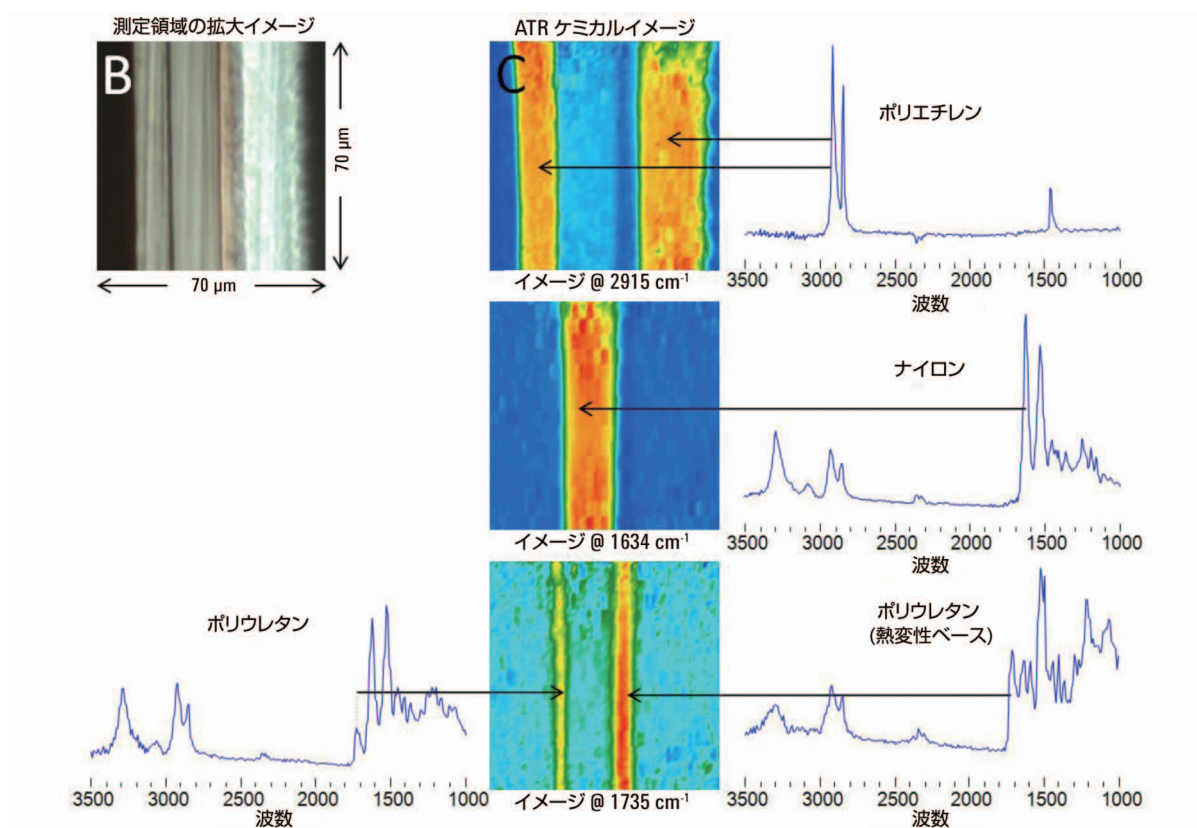 測定領域の拡大イメージ
B
70 µm
70 µm
ATR ケミカルイメージ
C
イメージ @ 2915 cm-1
ポリエチレン
3500 3000 2500 2000 1500 1000
波数
イメージ @ 1634 cm-1
ナイロン
3500 3000 2500 2000 1500 1000
波数
ポリウレタン
3500 3000 2500 2000 1500 1000
波数
イメージ @ 1735 cm-1
ポリウレタン
(熱変性ベース)
3500 3000 2500 2000 1500 1000
波数